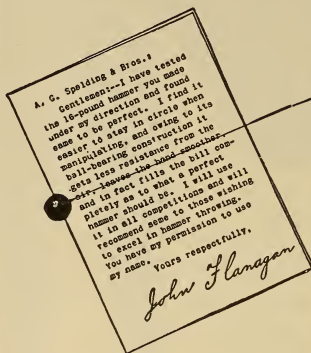 A. G. Spalding & Bros.:
Gentlemen:--I have tested
the 16-pound hammer you made
under my direction and found
same to be perfect. I find it
easier to stay in circle when
manipulating, and owing to its
ball-bearing construction it
gets less resistance from the
air, leaves the hand smoother,
and in fact fills the bill com-
pletely as to what a perfect
hammer should be. I will use
it in all competitions and will
recommend same to those wishing
to excel in hammer throwing.
You have my permission to use
my name. Yours respectfully,
John Flanagan